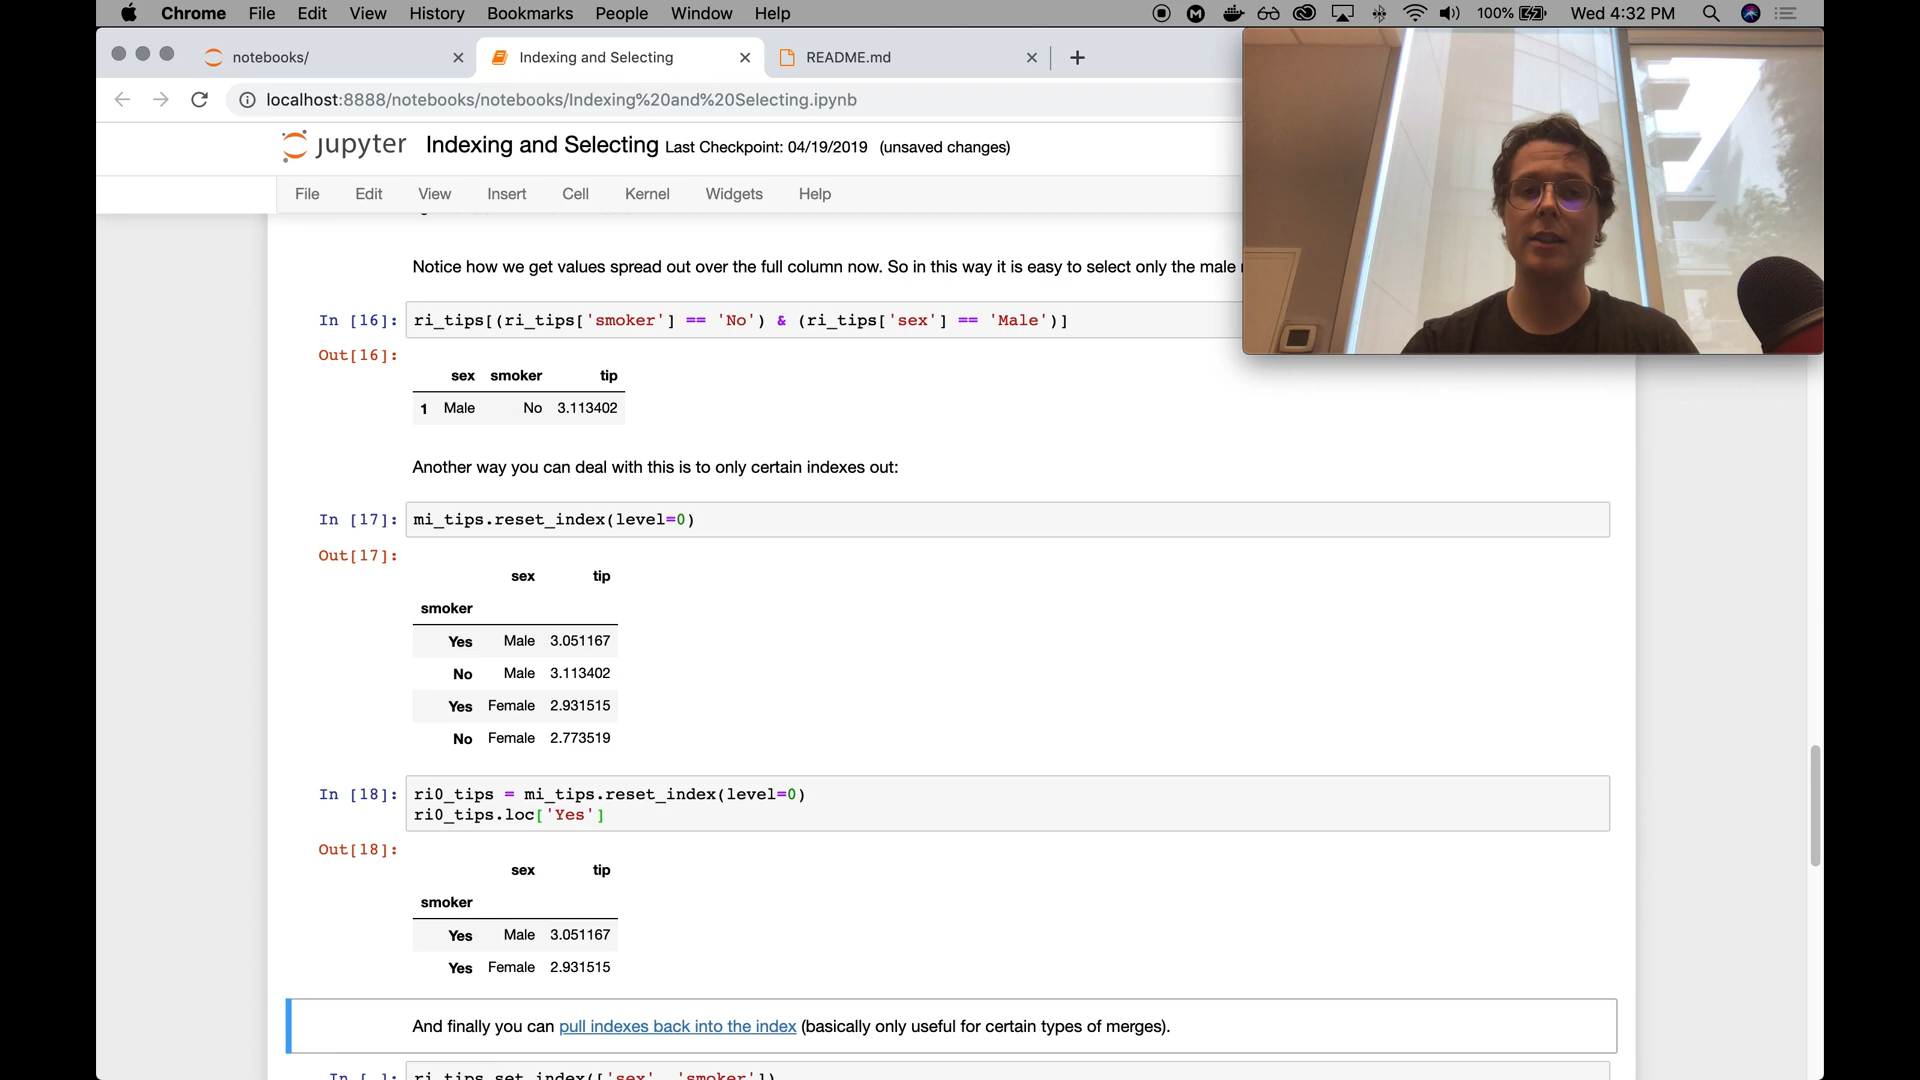 Chrome File Edit View History Bookmarks People Window Help 100% Wed 4:32 PM
notebooks/ Indexing and Selecting README.md
localhost:8888/notebooks/notebooks/Indexing%20and%20Selecting.ipynb
jupyter Indexing and Selecting Last Checkpoint: 04/19/2019 (unsaved changes)
File Edit View Insert Cell Kernel Widgets Help
Notice how we get values spread out over the full column now. So in this way it is easy to select only the male
In [16]: ri_tips[(ri_tips['smoker'] == 'No') & (ri_tips['sex'] == 'Male')]
Out[16]:
sex smoker tip
1 Male No 3.113402
Another way you can deal with this is to only certain indexes out:
In [17]: mi_tips.reset_index(level=0)
Out[17]:
sex tip
smoker
Yes Male 3.051167
No Male 3.113402
Yes Female 2.931515
No Female 2.773519
In [18]: ri0_tips = mi_tips.reset_index(level=0)
ri0_tips.loc['Yes']
Out[18]:
sex tip
smoker
Yes Male 3.051167
Yes Female 2.931515
And finally you can pull indexes back into the index (basically only useful for certain types of merges).
In [ ]: ri_tips.set_index(['sex', 'smoker'])